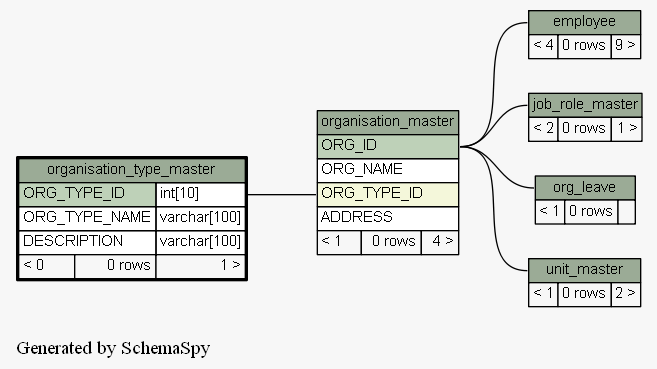 employee
< 4 0 rows 9 >
job_role_master
< 2 0 rows 1 >
organisation_master
ORG_ID
ORG_NAME
ORG_TYPE_ID
ADDRESS
< 1 0 rows 4 >
organisation_type_master
ORG_TYPE_ID int[10]
ORG_TYPE_NAME varchar[100]
DESCRIPTION varchar[100]
< 0 0 rows 1 >
org_leave
< 1 0 rows
unit_master
< 1 0 rows 2 >
Generated by SchemaSpy